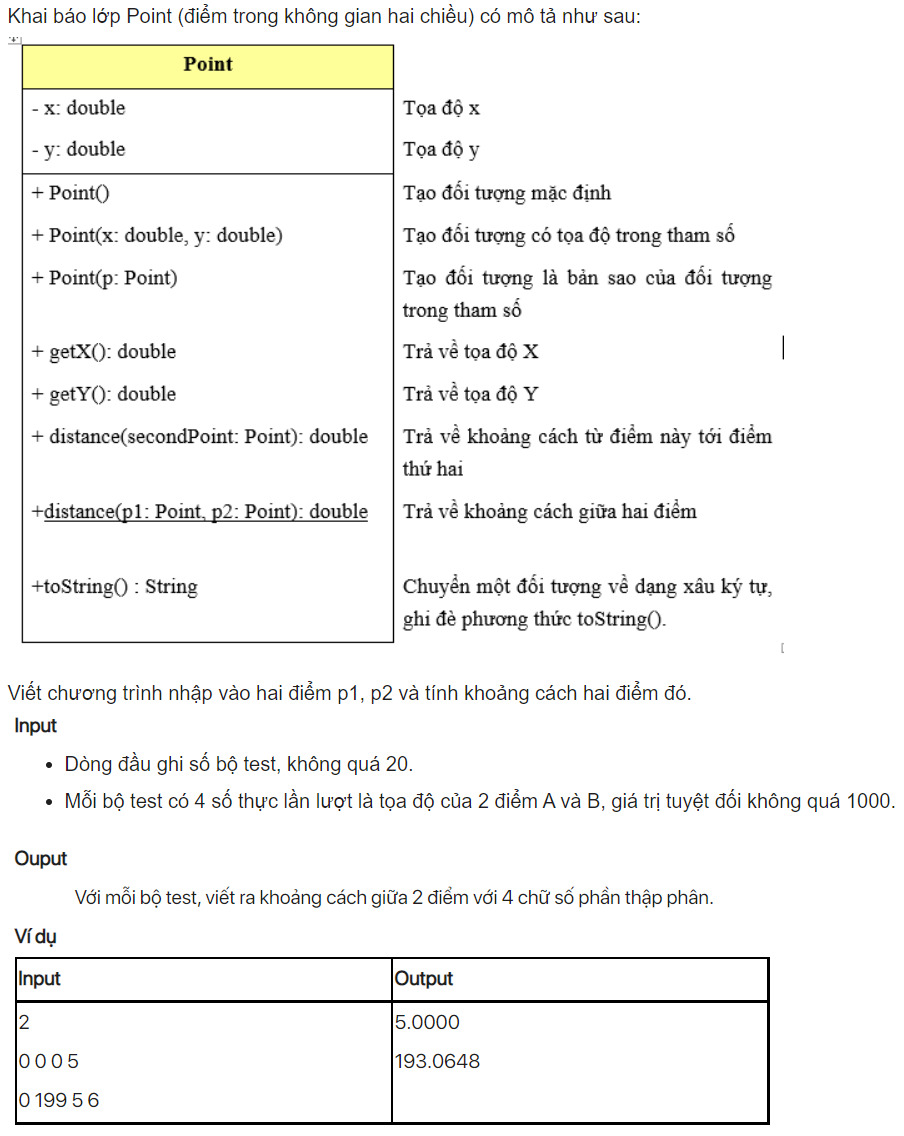 Khai báo lớp Point (điểm trong không gian hai chiều) có mô tả như sau:
Point
- x: double
Tọa độ x
- y: double
Tọa độ y
+ Point()
Tạo đối tượng mặc định
+ Point(x: double, y: double)
Tạo đối tượng có tọa độ trong tham số
+ Point(p: Point)
Tạo đối tượng là bản sao của đối tượng
trong tham số
+ getX(): double
Trả về tọa độ X
+ getY(): double
Trả về tọa độ Y
+ distance(secondPoint: Point): double
Trả về khoảng cách từ điểm này tới điểm
thứ hai
+distance(p1: Point, p2: Point): double
Trả về khoảng cách giữa hai điểm
+toString() : String
Chuyển một đối tượng về dạng xâu ký tự,
ghi đè phương thức toString().
Viết chương trình nhập vào hai điểm p1, p2 và tính khoảng cách hai điểm đó.
Input
• Dòng đầu ghi số bộ test, không quá 20.
• Mỗi bộ test có 4 số thực lần lượt là tọa độ của 2 điểm A và B, giá trị tuyệt đối không quá 1000.
Ouput
Với mỗi bộ test, viết ra khoảng cách giữa 2 điểm với 4 chữ số phần thập phân.
Ví dụ
Input
Output
2
0 0 0 5
0 199 5 6
5.0000
193.0648